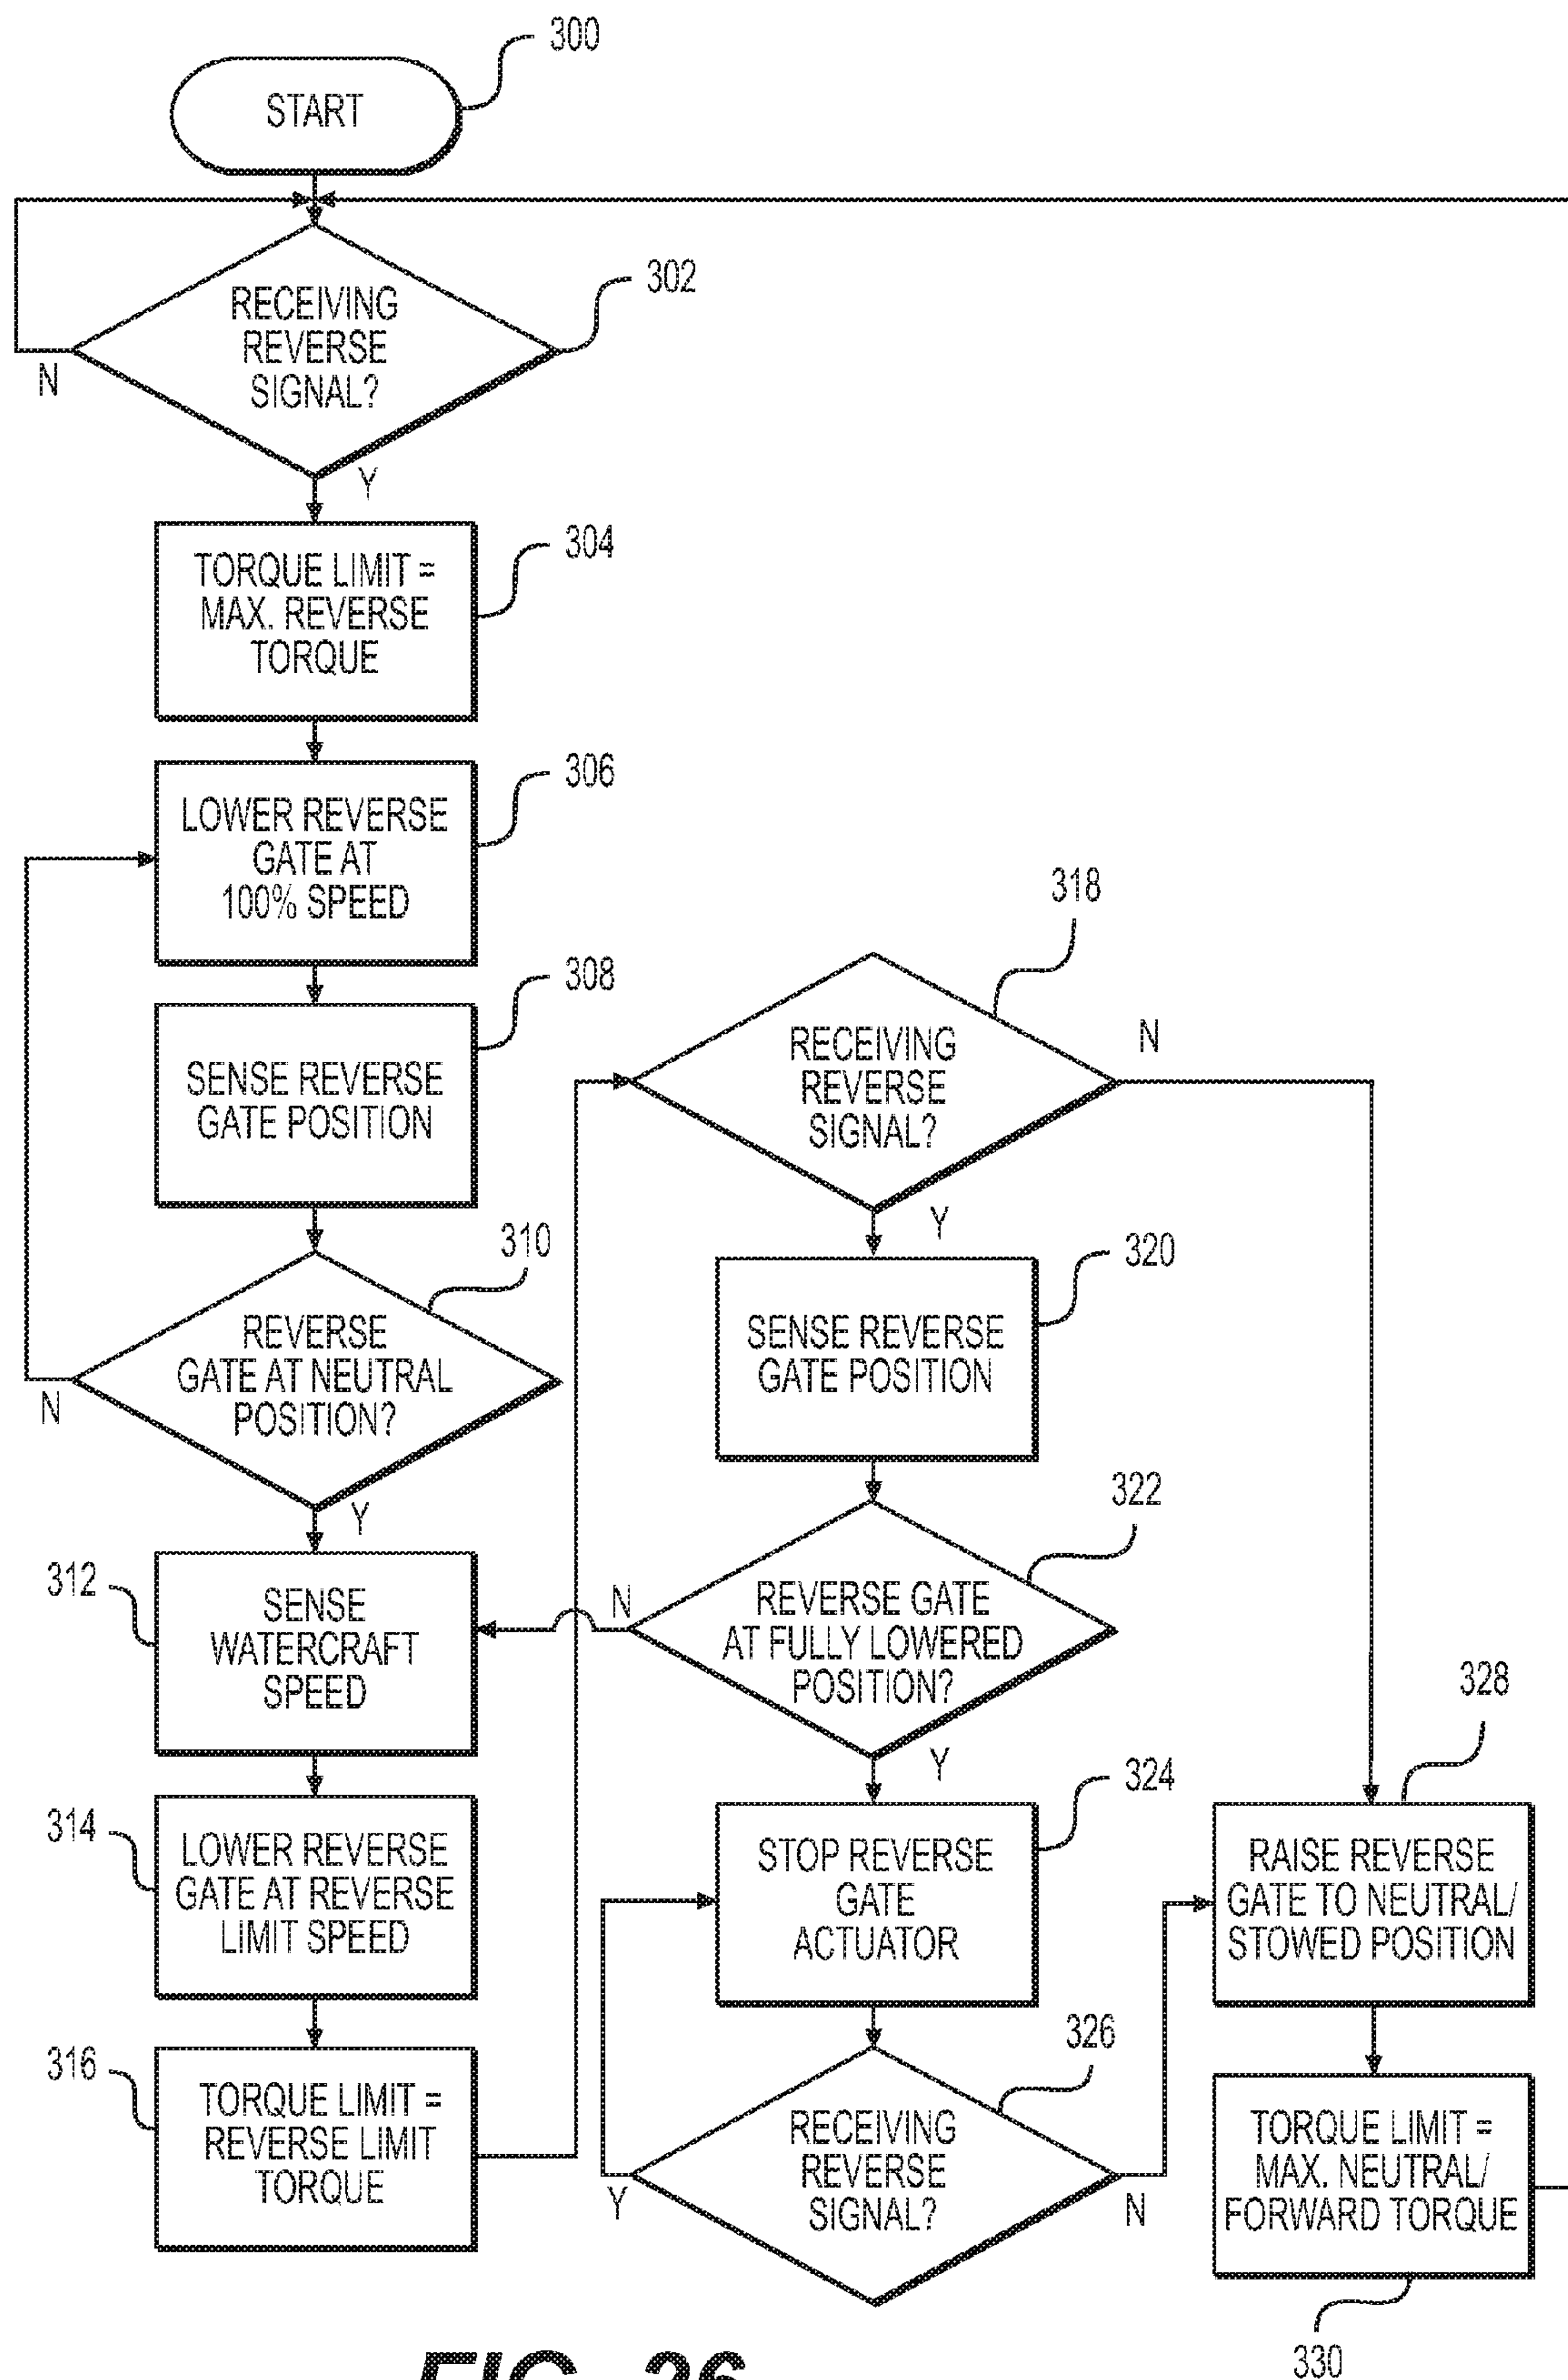 300
START
302
RECEIVING
REVERSE
SIGNAL?
N
Y
304
TORQUE LIMIT =
MAX. REVERSE
TORQUE
306
LOWER REVERSE
GATE AT
100% SPEED
308
SENSE REVERSE
GATE POSITION
310
REVERSE
GATE AT NEUTRAL
POSITION?
N
Y
312
SENSE
WATERCRAFT
SPEED
314
LOWER REVERSE
GATE AT REVERSE
LIMIT SPEED
316
TORQUE LIMIT =
REVERSE LIMIT
TORQUE
318
RECEIVING
REVERSE
SIGNAL?
N
Y
320
SENSE REVERSE
GATE POSITION
322
REVERSE GATE
AT FULLY LOWERED
POSITION?
N
Y
324
STOP REVERSE
GATE
ACTUATOR
326
RECEIVING
REVERSE
SIGNAL?
Y
N
328
RAISE REVERSE
GATE TO NEUTRAL/
STOWED POSITION
TORQUE LIMIT =
MAX. NEUTRAL/
FORWARD TORQUE
330
FIG. 26